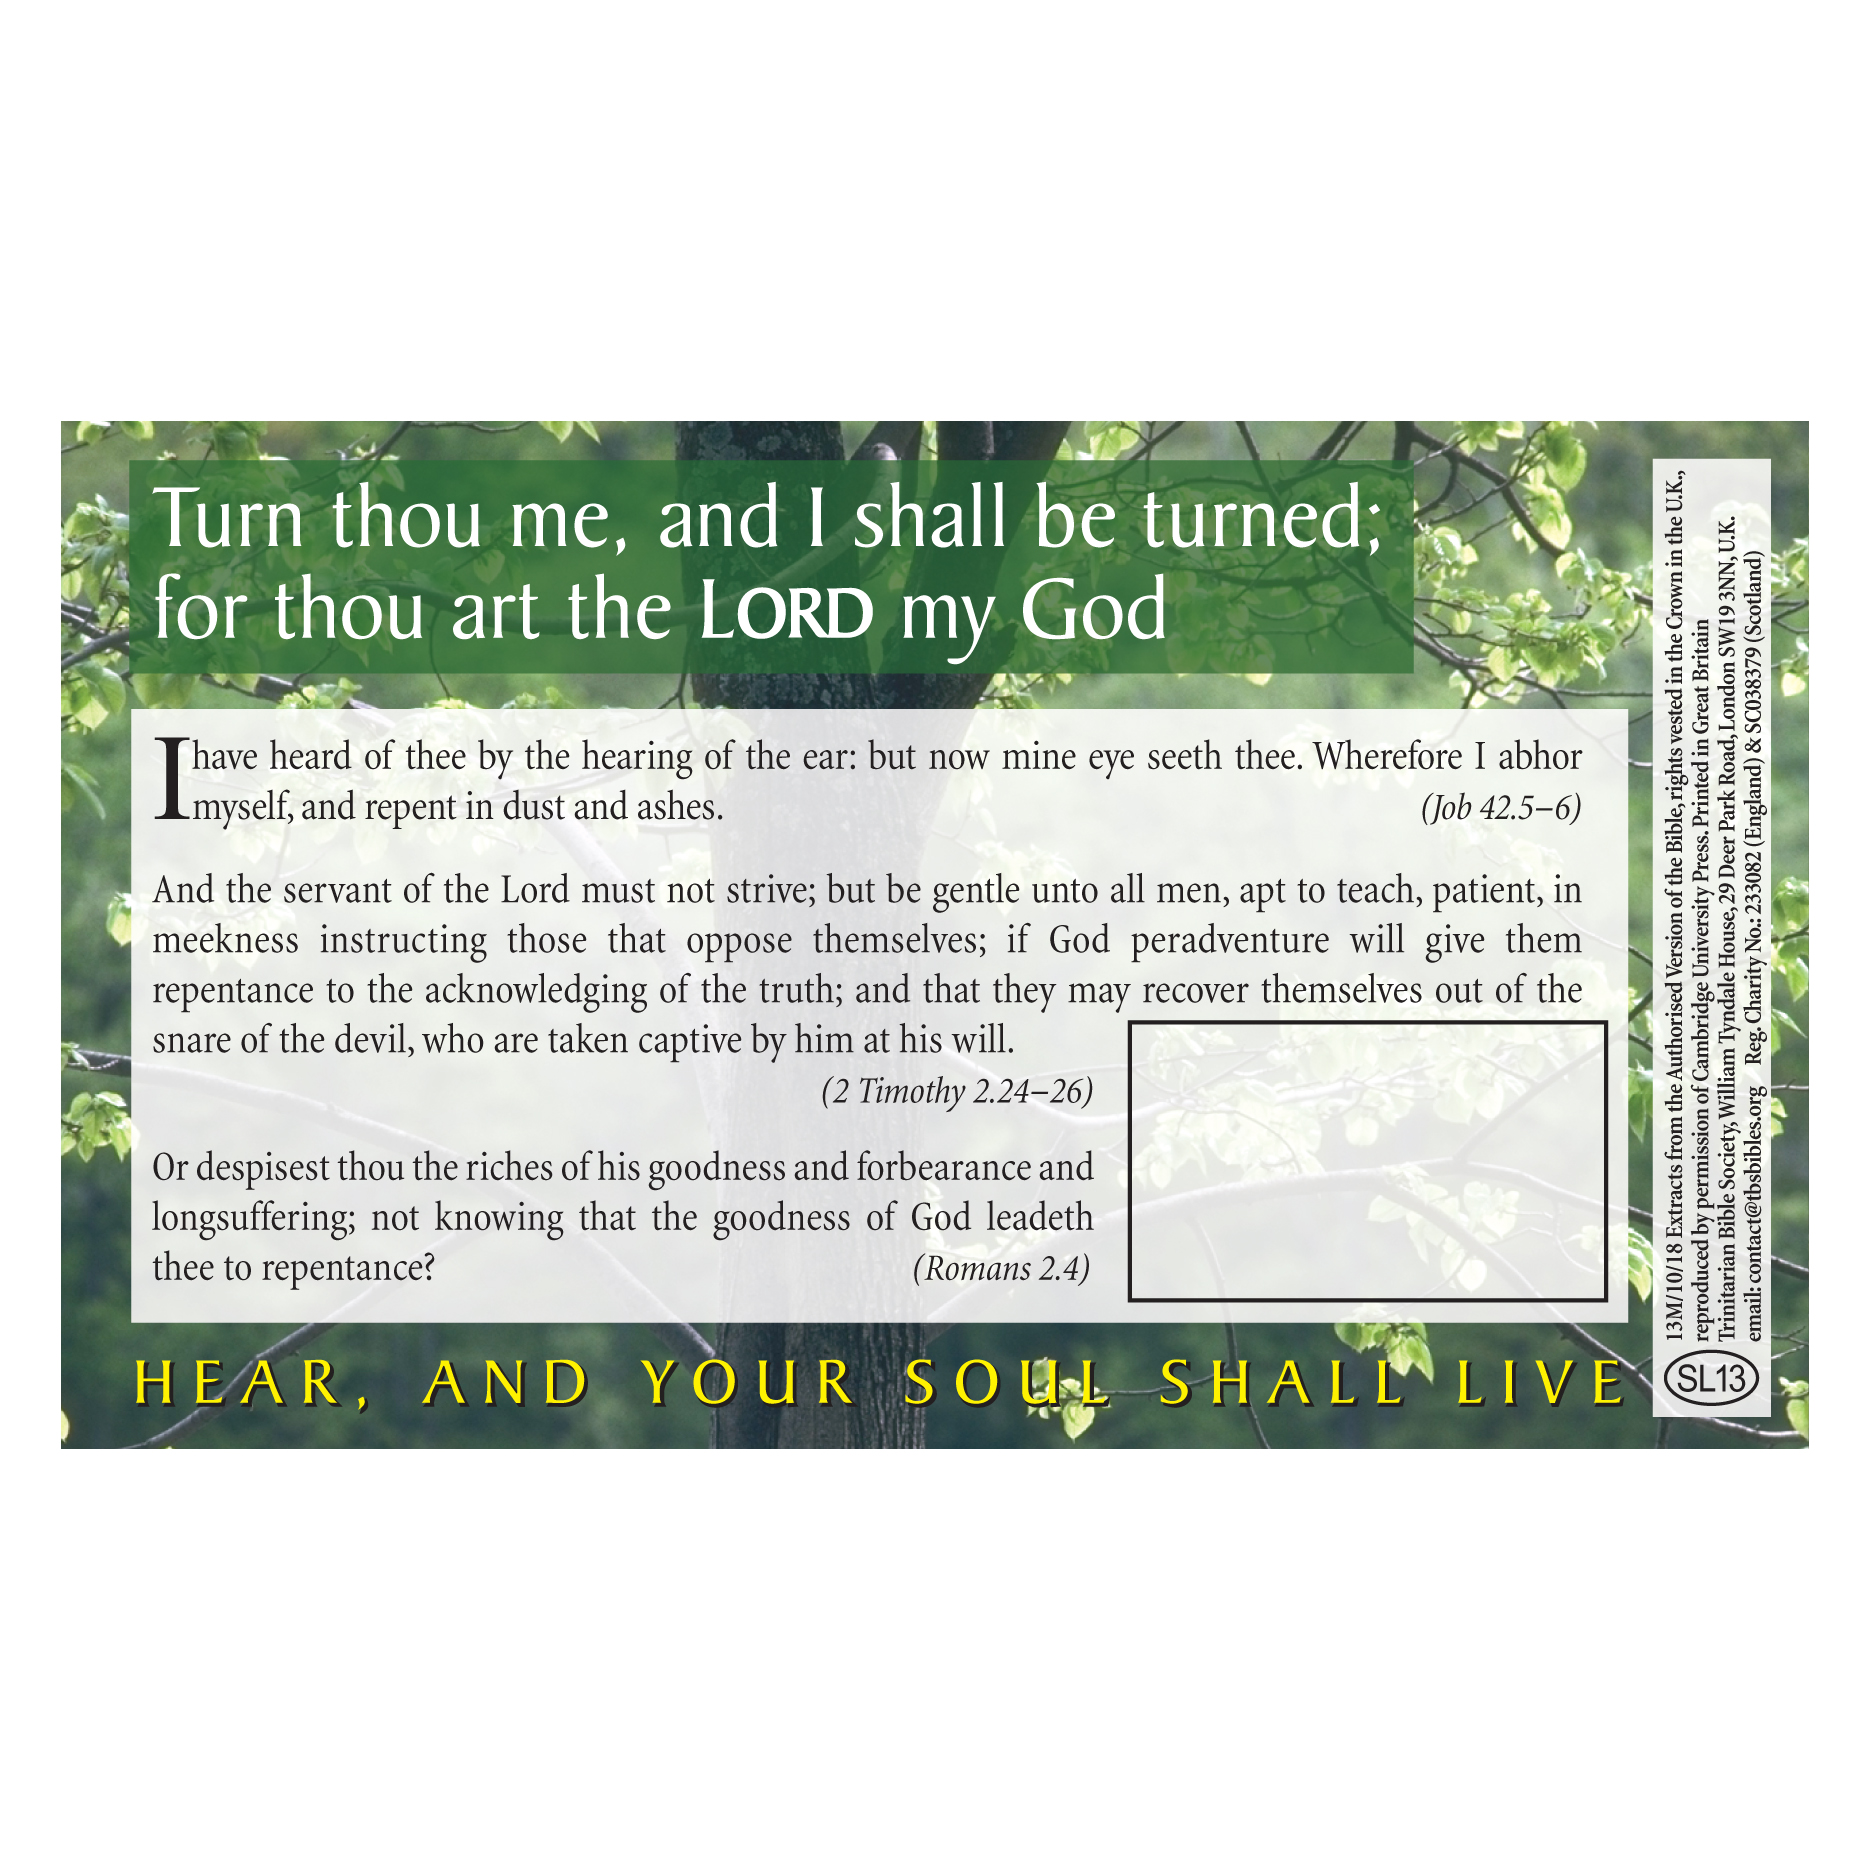 Turn thou me, and I shall be turned;
for thou art the LORD my God
I have heard of thee by the hearing of the ear: but now mine eye seeth thee. Wherefore I abhor
myself, and repent in dust and ashes. (Job 42.5–6)
And the servant of the Lord must not strive; but be gentle unto all men, apt to teach, patient, in
meekness instructing those that oppose themselves; if God peradventure will give them
repentance to the acknowledging of the truth; and that they may recover themselves out of the
snare of the devil, who are taken captive by him at his will.
(2 Timothy 2.24–26)
Or despisest thou the riches of his goodness and forbearance and
longsuffering; not knowing that the goodness of God leadeth
thee to repentance? (Romans 2.4)
HEAR, AND YOUR SOUL SHALL LIVE
13M/10/18 Extracts from the Authorised Version of the Bible, rights vested in the Crown in the U.K.,
reproduced by permission of Cambridge University Press. Printed in Great Britain
Trinitarian Bible Society, William Tyndale House, 29 Deer Park Road, London SW19 3NN, U.K.
email: contact@tbsbibles.org Reg. Charity No.: 233082 (England) & SC038379 (Scotland)
SL13